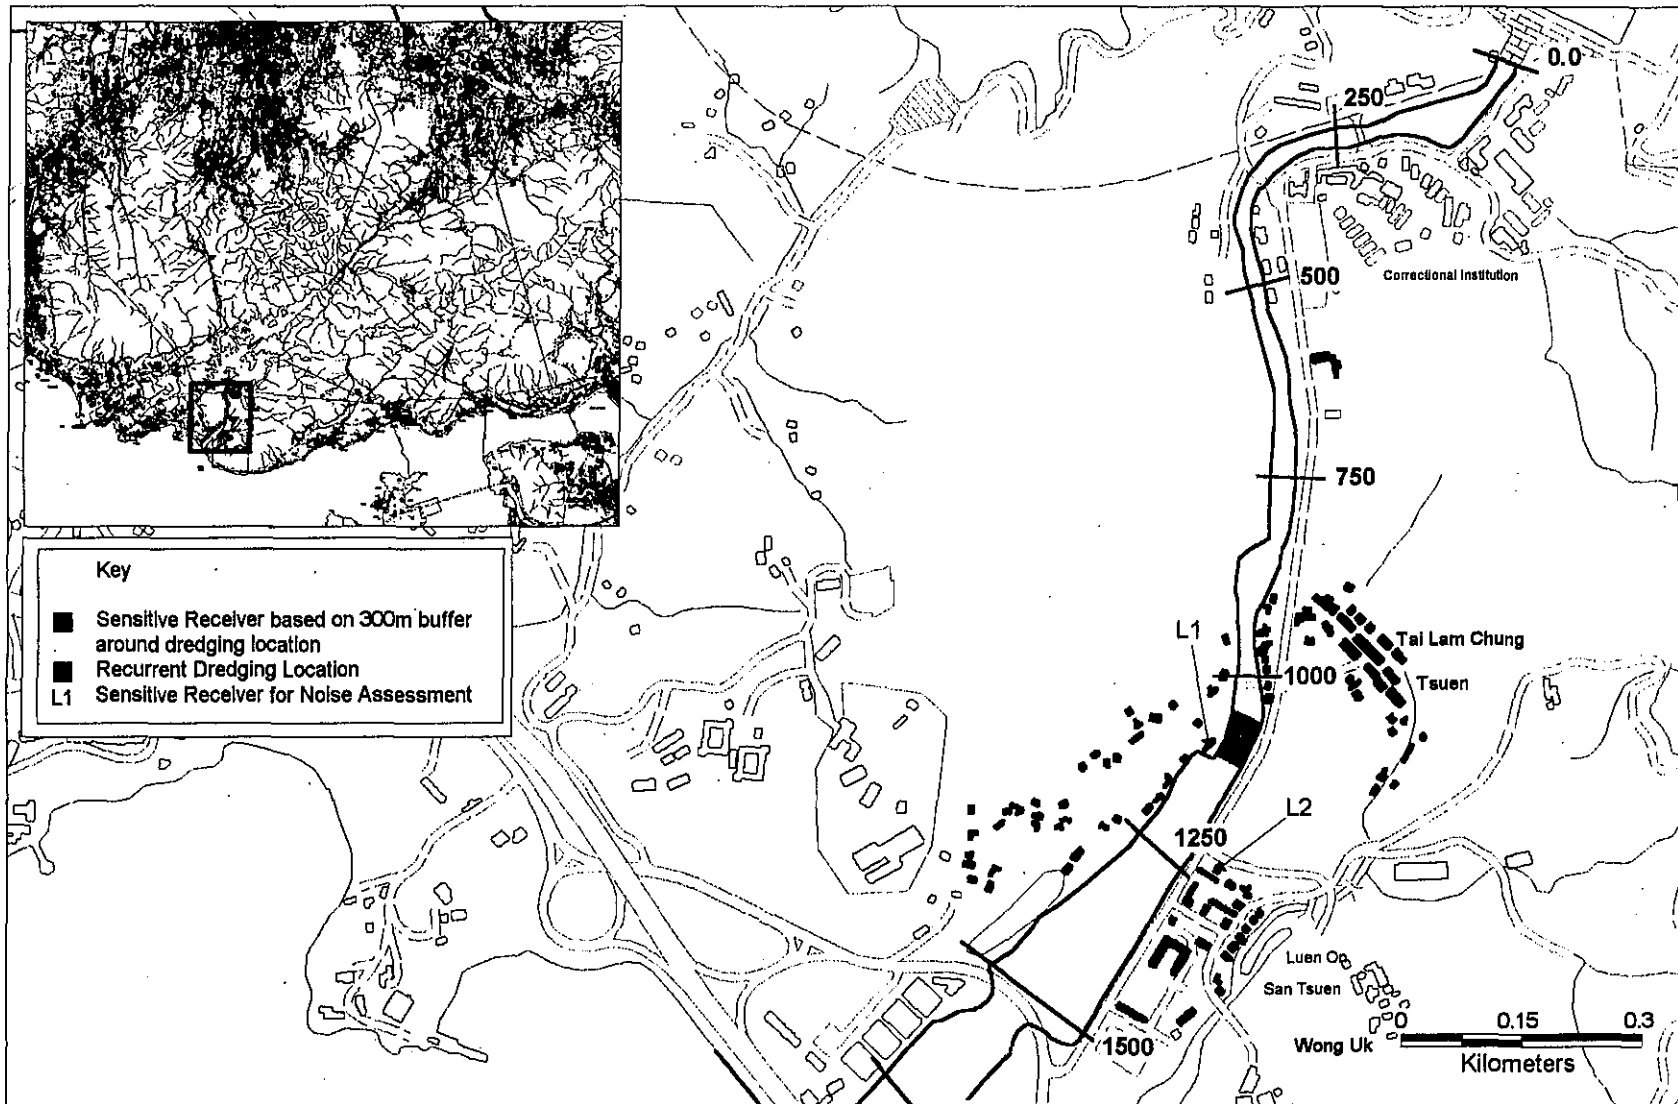 0.0
250
Correctional Institution
500
750
Key
Sensitive Receiver based on 300m buffer
around dredging location
Recurrent Dredging Location
L1 Sensitive Receiver for Noise Assessment
L1
Tai Lam Chung
Tsuen
1000
L2
1250
Luen On
San Tsuen
Wong Uk
1500
0 0.15 0.3
Kilometers